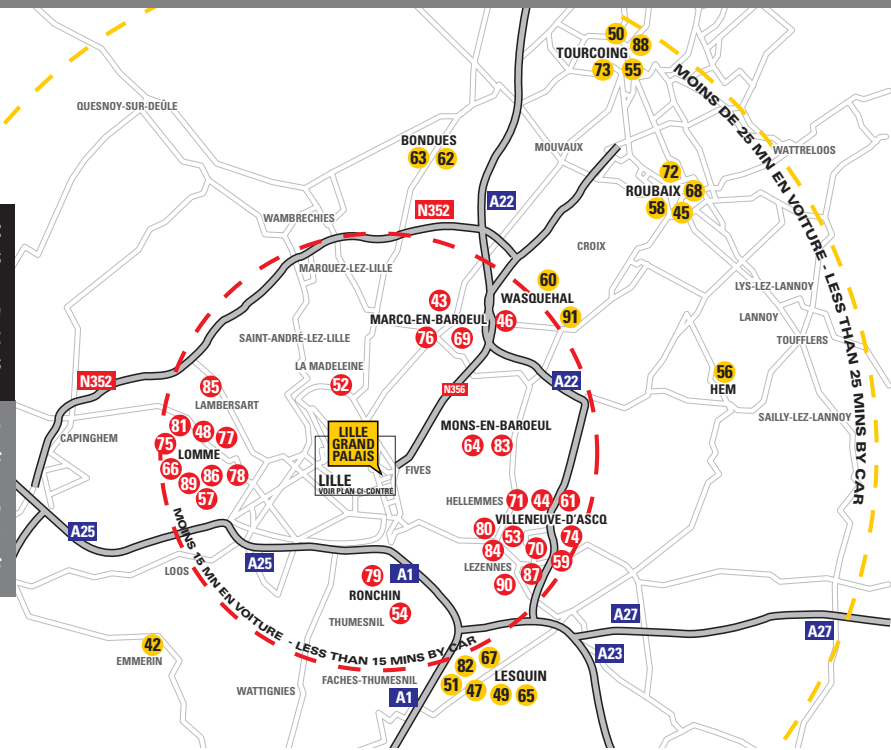 50
88
TOURCOING
73
55
QUESNOY-SUR-DEÛLE
MOINS DE 25 MN EN VOITURE - LESS THAN 25 MINS BY CAR
BONDUES
63
62
MOUVAUX
WATTRELOOS
72
ROUBAIX
68
58
45
A22
N352
WAMBRECHIES
CROIX
MARQUEZ-LEZ-LILLE
60
WASQUEHAL
91
LYS-LEZ-LANNOY
LANNOY
TOUFFLERS
43
MARCQ-EN-BAROEUL
46
76
69
SAINT-ANDRÉ-LEZ-LILLE
LA MADELEINE
52
N352
85
LAMBERSART
N356
A22
56
HEM
SAILLY-LEZ-LANNOY
CAPINGHEM
81
48
77
75
LOMME
66
89
86
78
57
LILLE
GRAND
PALAIS
LILLE
VOIR PLAN CI-CONTRE
FIVES
MONS-EN-BAROEUL
64
83
HELLEMMES
71
44
61
VILLENEUVE-D'ASCQ
80
53
74
84
70
59
LEZENNES
87
90
A25
A25
LOOS
MOINS 15 MN EN VOITURE - LESS THAN 15 MINS BY CAR
79
A1
RONCHIN
54
THUMESNIL
A27
A27
A23
42
EMMERIN
WATTIGNIES
FACHES-THUMESNIL
A1
82
67
LESQUIN
51
47
49
65